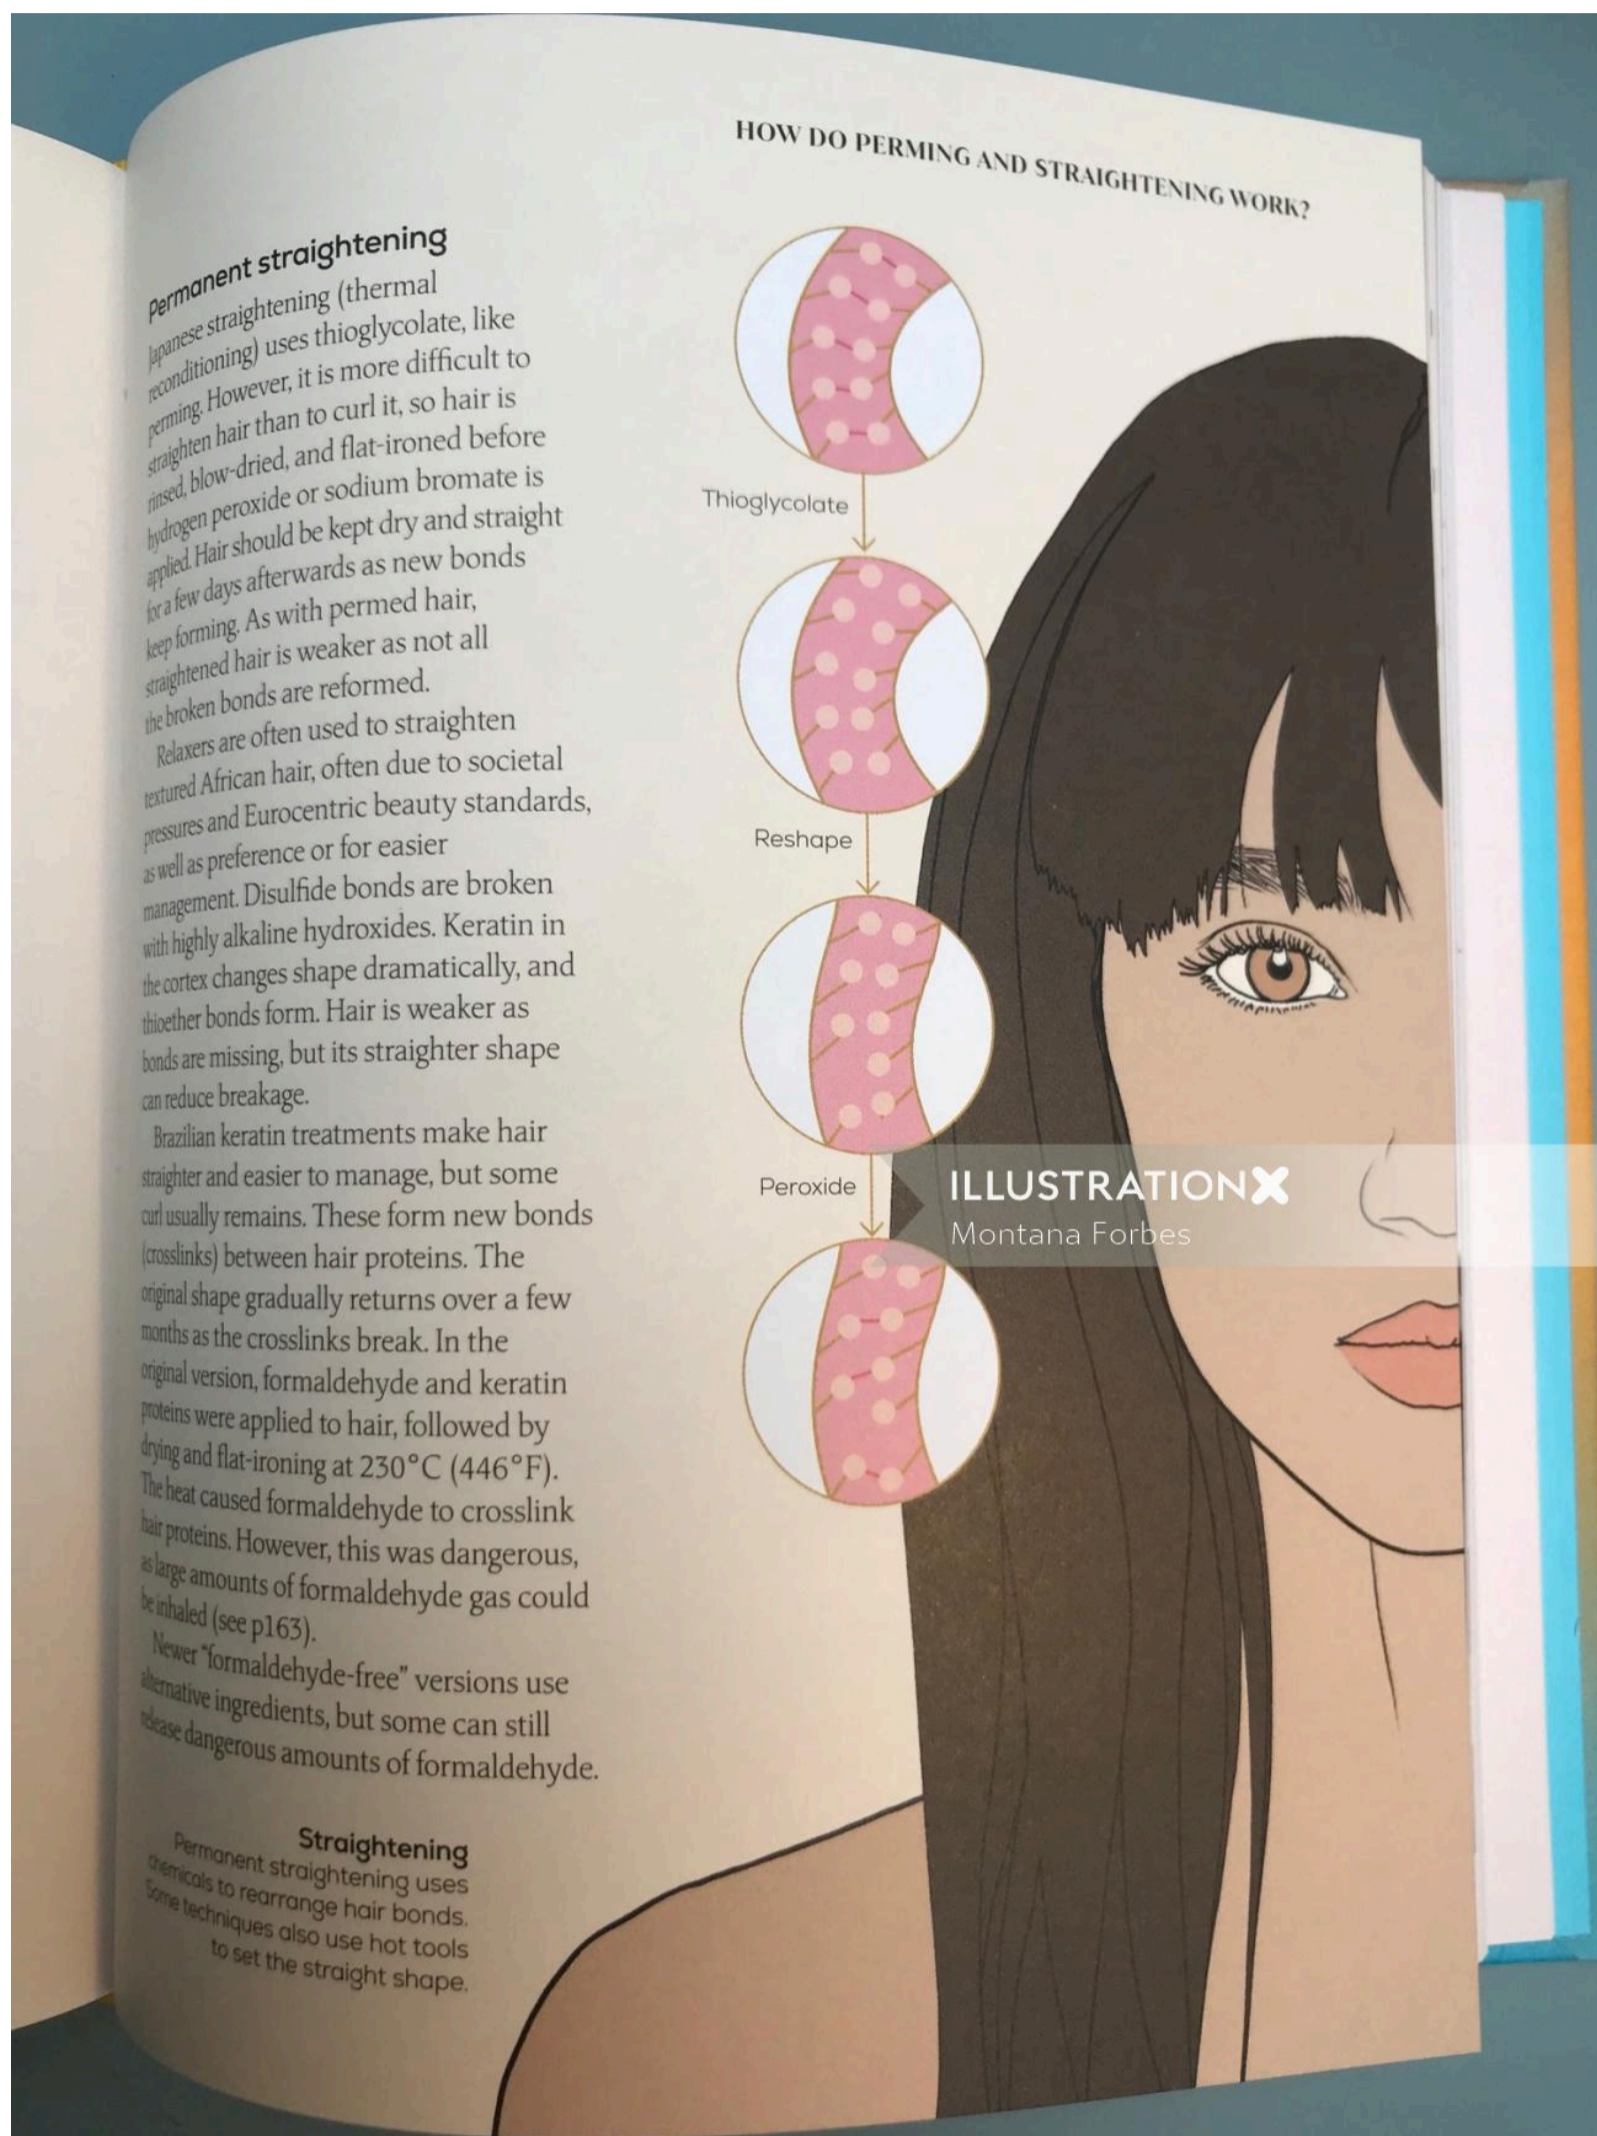 HOW DO PERMING AND STRAIGHTENING WORK?
Permanent straightening
Japanese straightening (thermal
reconditioning) uses thioglycolate, like
perming. However, it is more difficult to
straighten hair than to curl it, so hair is
rinsed, blow-dried, and flat-ironed before
hydrogen peroxide or sodium bromate is
applied. Hair should be kept dry and straight
for a few days afterwards as new bonds
keep forming. As with permed hair,
straightened hair is weaker as not all
the broken bonds are reformed.
Relaxers are often used to straighten
textured African hair, often due to societal
pressures and Eurocentric beauty standards,
as well as preference or for easier
management. Disulfide bonds are broken
with highly alkaline hydroxides. Keratin in
the cortex changes shape dramatically, and
thioether bonds form. Hair is weaker as
bonds are missing, but its straighter shape
can reduce breakage.
Brazilian keratin treatments make hair
straighter and easier to manage, but some
curl usually remains. These form new bonds
(crosslinks) between hair proteins. The
original shape gradually returns over a few
months as the crosslinks break. In the
original version, formaldehyde and keratin
proteins were applied to hair, followed by
drying and flat-ironing at 230°C (446°F).
The heat caused formaldehyde to crosslink
hair proteins. However, this was dangerous,
as large amounts of formaldehyde gas could
be inhaled (see p163).
Newer “formaldehyde-free” versions use
alternative ingredients, but some can still
release dangerous amounts of formaldehyde.
Straightening
Permanent straightening uses
chemicals to rearrange hair bonds.
Some techniques also use hot tools
to set the straight shape.
Thioglycolate
Reshape
Peroxide
ILLUSTRATIONX
Montana Forbes